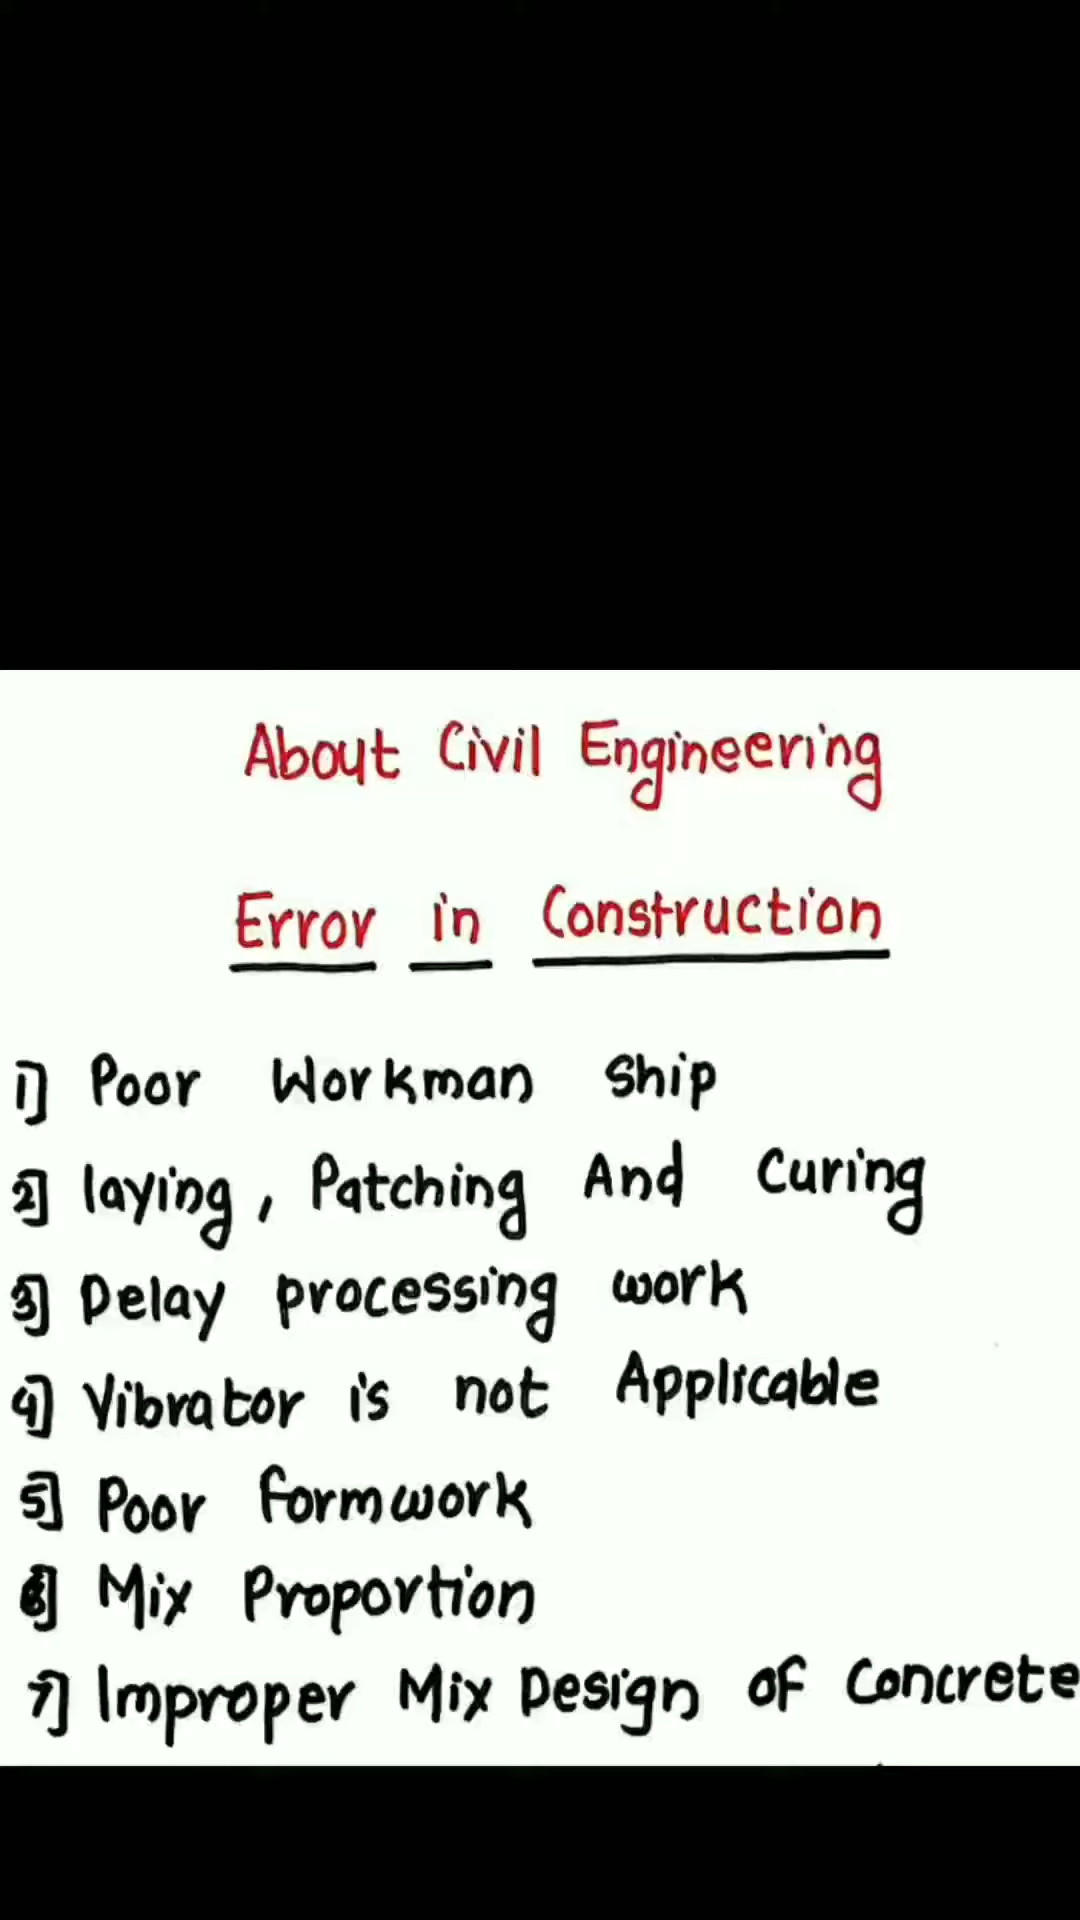 About Civil Engineering
Error in Construction
1] Poor Workman Ship
2] laying, Patching And Curing
3] Delay processing work
4] Vibrator is not Applicable
5] Poor formwork
6] Mix Proportion
7] Improper Mix Design of Concrete